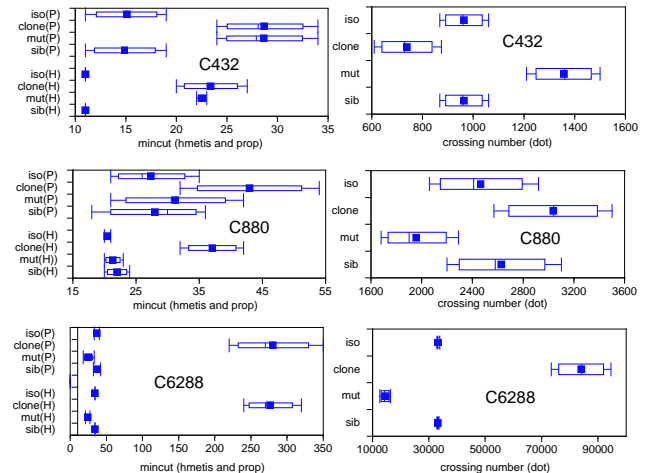 iso(P)
clone(P)
mut(P)
sib(P)
iso(H)
clone(H)
mut(H)
sib(H)
C432
10 15 20 25 30 35
mincut (hmetis and prop)
iso
clone
mut
sib
C432
600 800 1000 1200 1400 1600
crossing number (dot)
iso(P)
clone(P)
mut(P)
sib(P)
iso(H)
clone(H)
mut(H))
sib(H)
C880
15 25 35 45 55
mincut (hmetis and prop)
iso
clone
mut
sib
C880
1600 2000 2400 2800 3200 3600
crossing number (dot)
iso(P)
clone(P)
mut(P)
sib(P)
iso(H)
clone(H)
mut(H)
sib(H)
C6288
0 50 100 150 200 250 300 350
mincut (hmetis and prop)
iso
clone
mut
sib
C6288
10000 30000 50000 70000 90000
crossing number (dot)